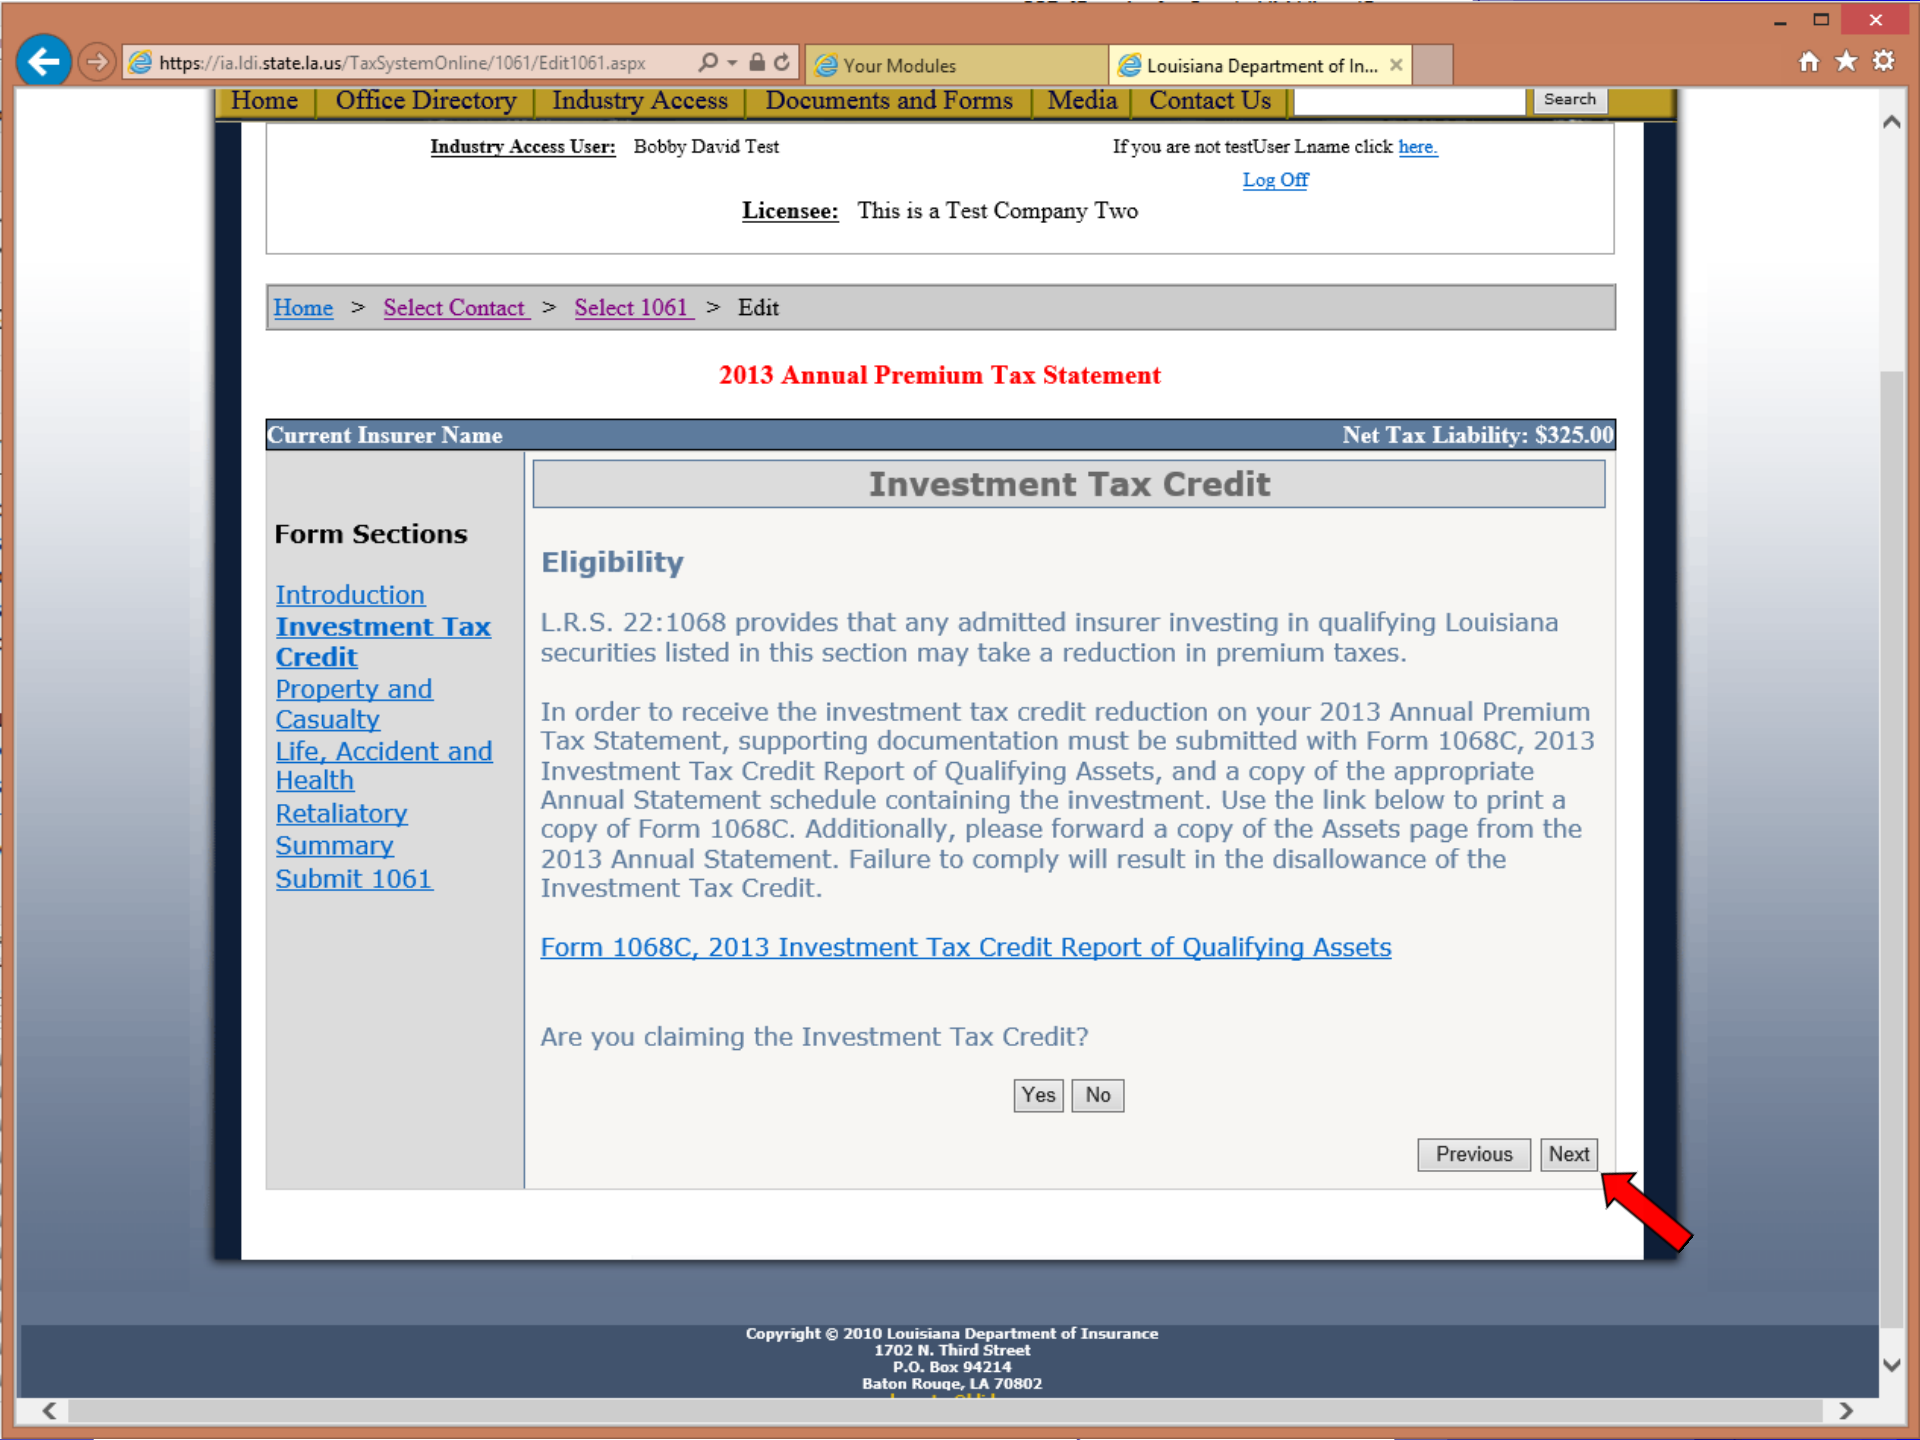 https://ia.ldi.state.la.us/TaxSystemOnline/1061/Edit1061.aspx
Your Modules
Louisiana Department of In...
Home Office Directory Industry Access Documents and Forms Media Contact Us Search
Industry Access User: Bobby David Test
If you are not testUser Lname click here.
Log Off
Licensee: This is a Test Company Two
Home > Select Contact > Select 1061 > Edit
2013 Annual Premium Tax Statement
Current Insurer Name Net Tax Liability: $325.00
Form Sections
Introduction
Investment Tax
Credit
Property and
Casualty
Life, Accident and
Health
Retaliatory
Summary
Submit 1061
Investment Tax Credit
Eligibility
L.R.S. 22:1068 provides that any admitted insurer investing in qualifying Louisiana
securities listed in this section may take a reduction in premium taxes.
In order to receive the investment tax credit reduction on your 2013 Annual Premium
Tax Statement, supporting documentation must be submitted with Form 1068C, 2013
Investment Tax Credit Report of Qualifying Assets, and a copy of the appropriate
Annual Statement schedule containing the investment. Use the link below to print a
copy of Form 1068C. Additionally, please forward a copy of the Assets page from the
2013 Annual Statement. Failure to comply will result in the disallowance of the
Investment Tax Credit.
Form 1068C, 2013 Investment Tax Credit Report of Qualifying Assets
Are you claiming the Investment Tax Credit?
Yes No
Previous Next
Copyright © 2010 Louisiana Department of Insurance
1702 N. Third Street
P.O. Box 94214
Baton Rouge, LA 70802